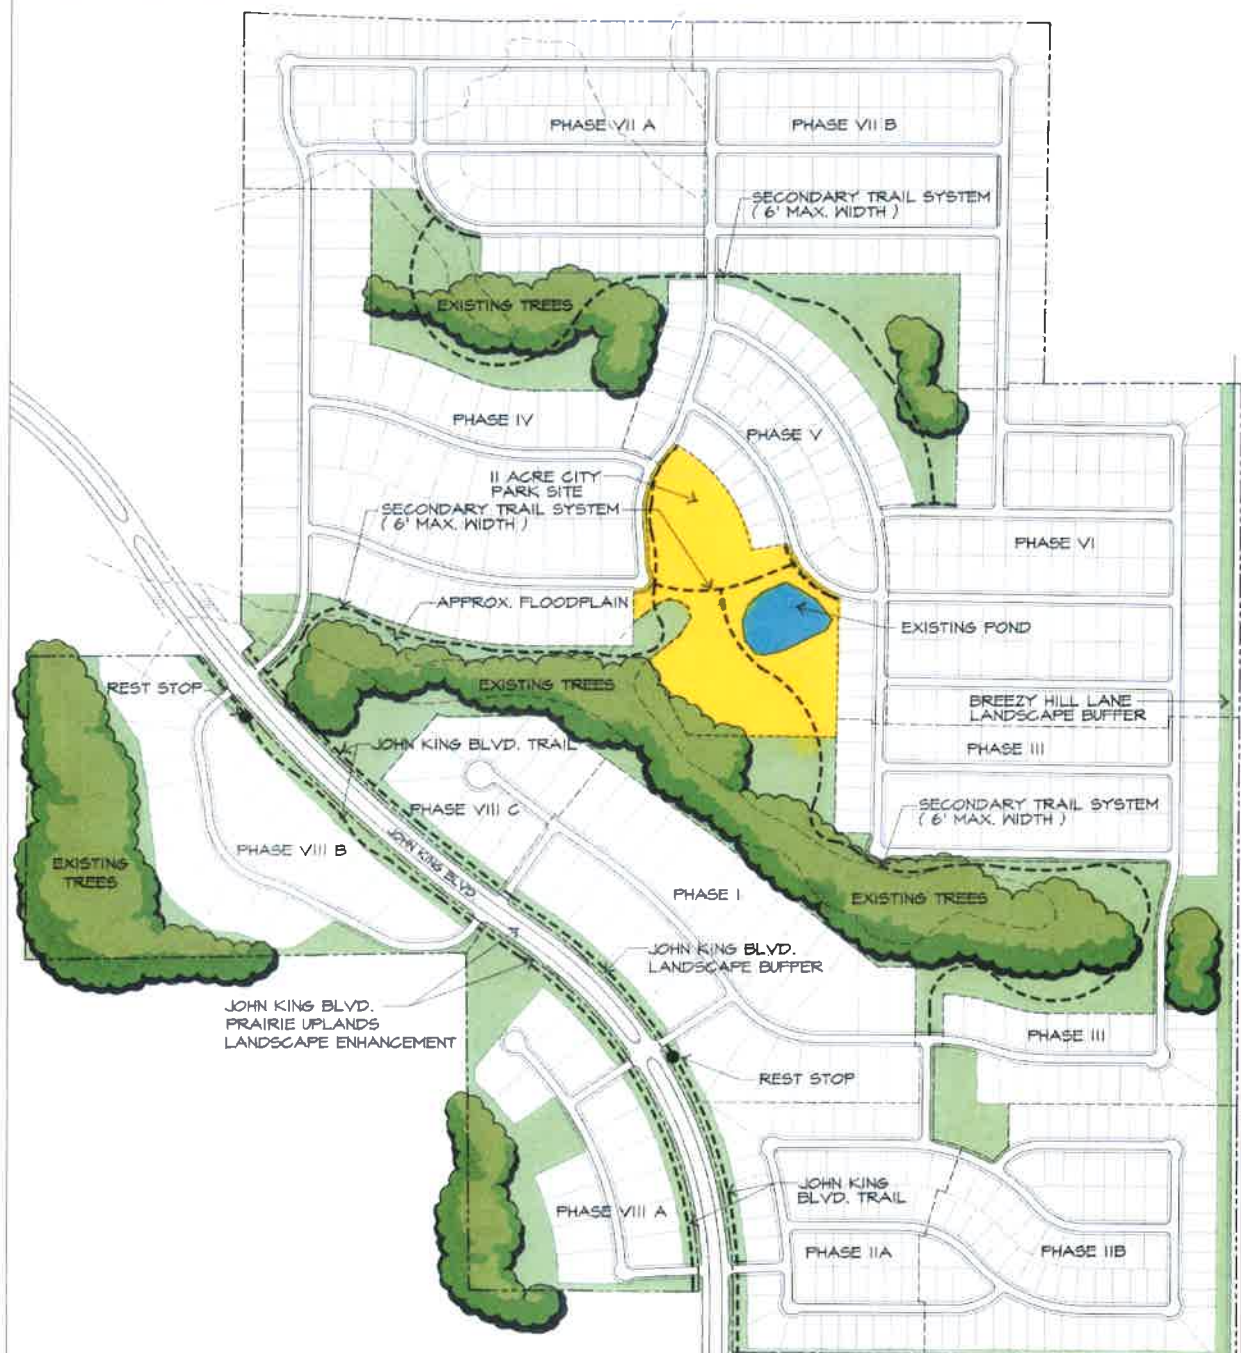 PHASE VII A
PHASE VII B
SECONDARY TRAIL SYSTEM
( 6' MAX. WIDTH )
EXISTING TREES
PHASE IV
PHASE V
11 ACRE CITY
PARK SITE
SECONDARY TRAIL SYSTEM
( 6' MAX. WIDTH )
PHASE VI
APPROX. FLOODPLAIN
EXISTING POND
REST STOP
EXISTING TREES
BREEZY HILL LANE
LANDSCAPE BUFFER
JOHN KING BLVD. TRAIL
PHASE III
PHASE VIII C
SECONDARY TRAIL SYSTEM
( 6' MAX. WIDTH )
JOHN KING BLVD
PHASE VIII B
EXISTING
TREES
PHASE I
EXISTING TREES
JOHN KING BLVD.
LANDSCAPE BUFFER
JOHN KING BLVD.
PRAIRIE UPLANDS
LANDSCAPE ENHANCEMENT
PHASE III
REST STOP
JOHN KING
BLVD. TRAIL
PHASE VIII A
PHASE IIA
PHASE IIB